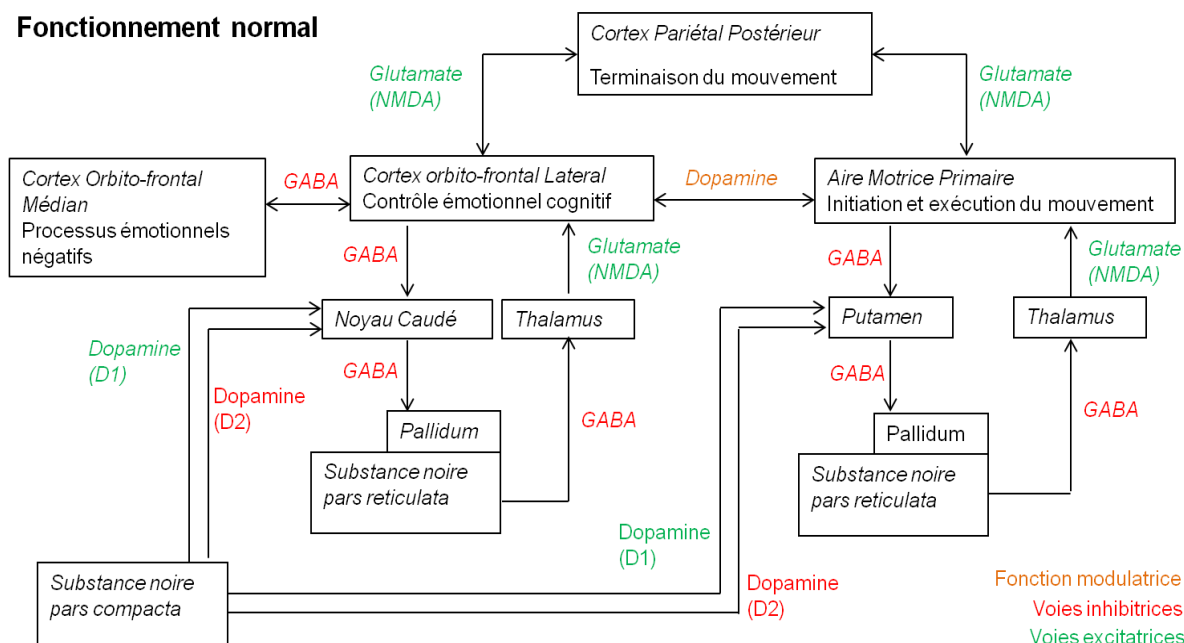 Fonctionnement normal
Cortex Pariétal Postérieur
Terminaison du mouvement
Glutamate
(NMDA)
Glutamate
(NMDA)
Cortex Orbito-frontal
Médian
Processus émotionnels
négatifs
GABA
Cortex orbito-frontal Lateral
Contrôle émotionnel cognitif
Dopamine
Aire Motrice Primaire
Initiation et exécution du mouvement
GABA
Glutamate
(NMDA)
GABA
Glutamate
(NMDA)
Noyau Caudé
Thalamus
Putamen
Thalamus
Dopamine
(D1)
Dopamine
(D2)
GABA
GABA
GABA
GABA
Pallidum
Substance noire
pars reticulata
Pallidum
Substance noire
pars reticulata
Dopamine
(D1)
Dopamine
(D2)
Substance noire
pars compacta
Fonction modulatrice
Voies inhibitrices
Voies excitatrices